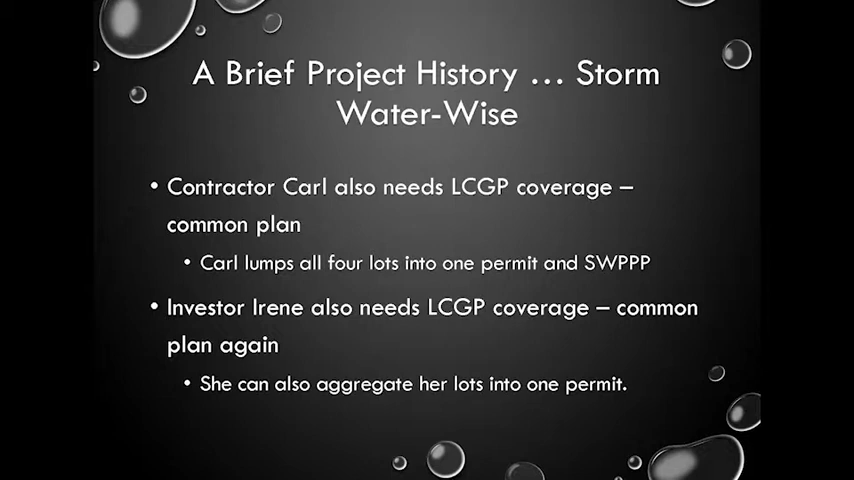 A Brief Project History ... Storm
Water-Wise
• Contractor Carl also needs LCGP coverage –
common plan
• Carl lumps all four lots into one permit and SWPPP
• Investor Irene also needs LCGP coverage – common
plan again
• She can also aggregate her lots into one permit.